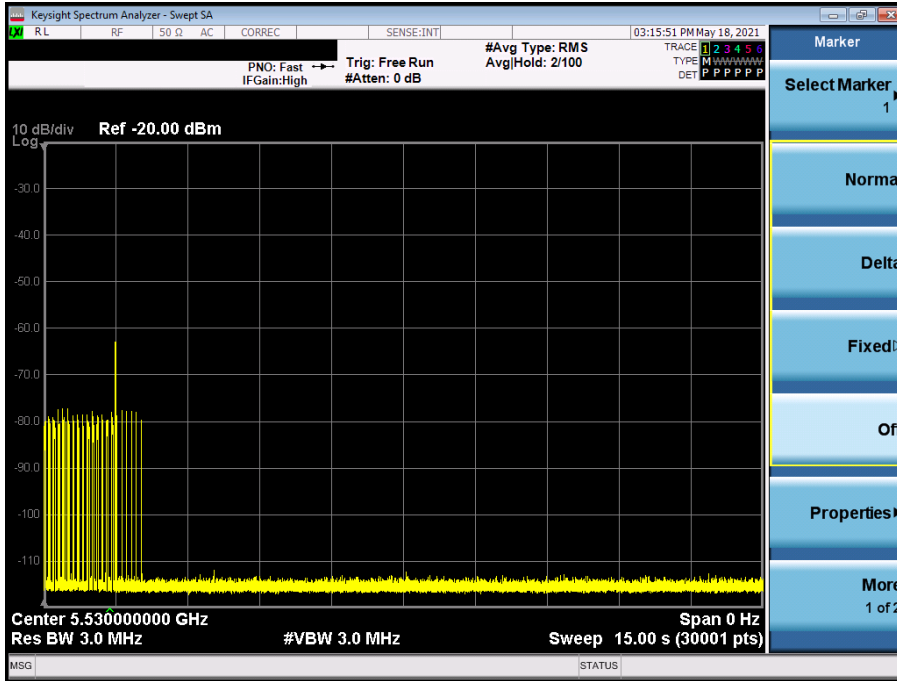 Keysight Spectrum Analyzer - Swept SA
LXI RL RF 50 Ω AC CORREC SENSE:INT 03:15:51 PM May 18, 2021
PNO: Fast Trig: Free Run #Avg Type: RMS TRACE 1 2 3 4 5 6
IFGain:High #Atten: 0 dB Avg|Hold: 2/100 TYPE M WWWWW
DET P P P P P P
10 dB/div Ref -20.00 dBm
Log
-30.0
-40.0
-50.0
-60.0
-70.0
-80.0
-90.0
-100
-110
Center 5.530000000 GHz Span 0 Hz
Res BW 3.0 MHz #VBW 3.0 MHz Sweep 15.00 s (30001 pts)
MSG STATUS
Marker
Select Marker
1
Norma
Delta
Fixed
Of
Properties
More
1 of 2